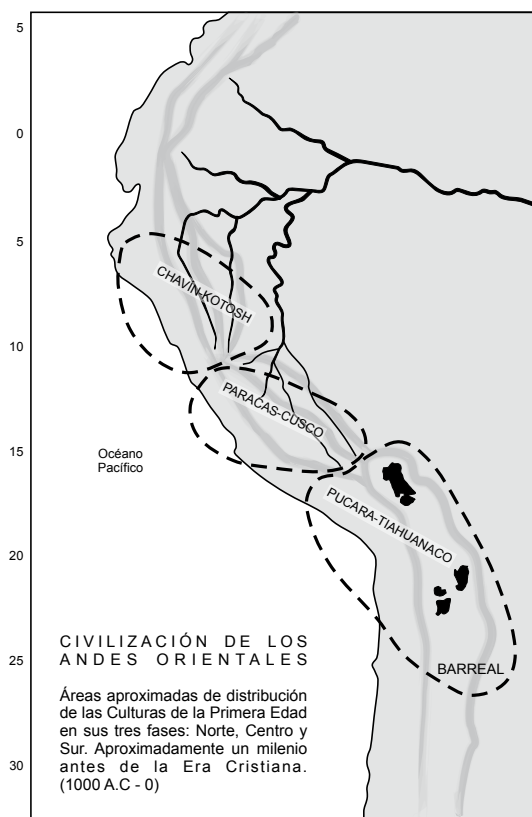 5
0
5
10
15
20
25
30
CHAVÍN-KOTOSH
PARACAS-CUSCO
Océano
Pacífico
PUCARA-TIAHUANACO
BARREAL
CIVILIZACIÓN DE LOS
ANDES ORIENTALES
Áreas aproximadas de distribución
de las Culturas de la Primera Edad
en sus tres fases: Norte, Centro y
Sur. Aproximadamente un milenio
antes de la Era Cristiana.
(1000 A.C - 0)